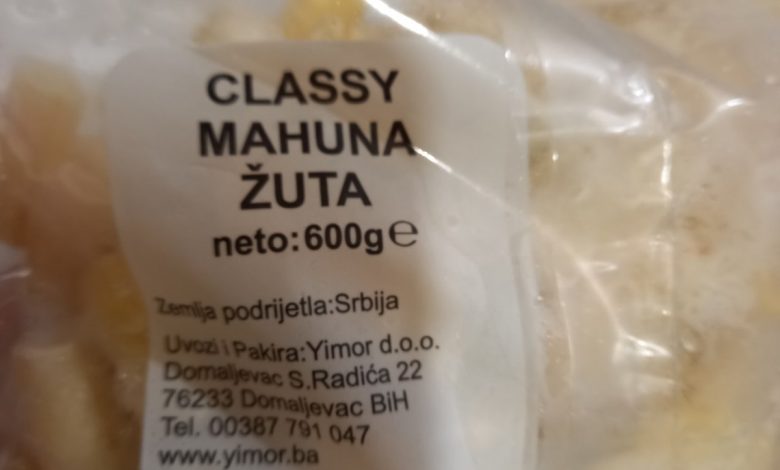 CLASSY
MAHUNA
ŽUTA
neto:600g℮
Zemlja podrijetla:Srbija
Uvozi i Pakira:Yimor d.o.o.
Domaljevac S.Radića 22
76233 Domaljevac BiH
Tel. 00387 791 047
www.yimor.ba